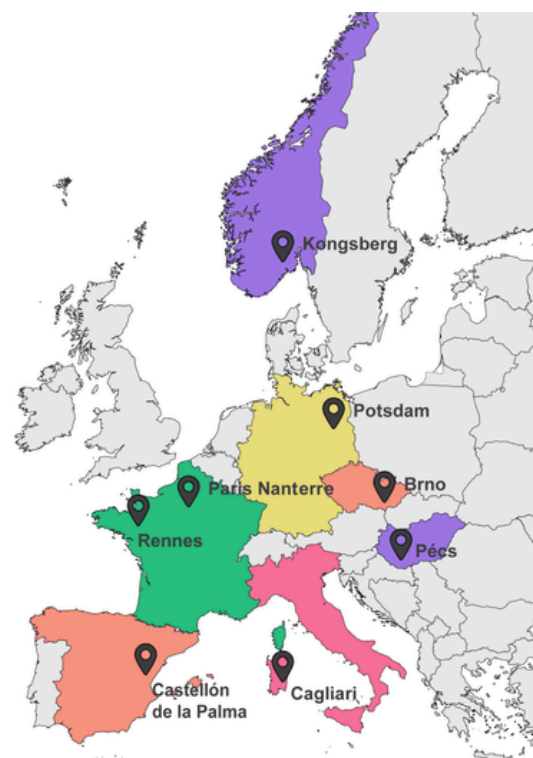 Kongsberg
Potsdam
Brno
Paris Nanterre
Rennes
Pécs
Castellón
de la Palma
Cagliari